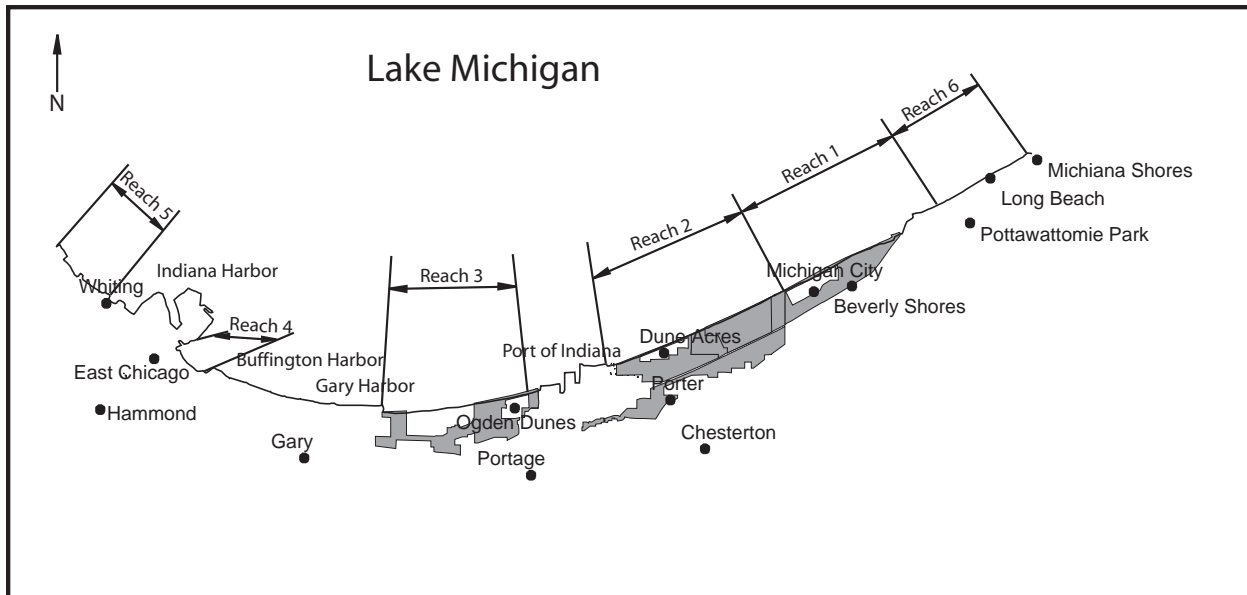 Lake Michigan
N
Reach 6
Reach 1
Michiana Shores
Long Beach
Reach 5
Reach 2
Pottawattomie Park
Indiana Harbor
Michigan City
Reach 3
Whiting
Beverly Shores
Reach 4
Dune Acres
Port of Indiana
Buffington Harbor
East Chicago
Gary Harbor
Porter
Hammond
Ogden Dunes
Chesterton
Gary
Portage